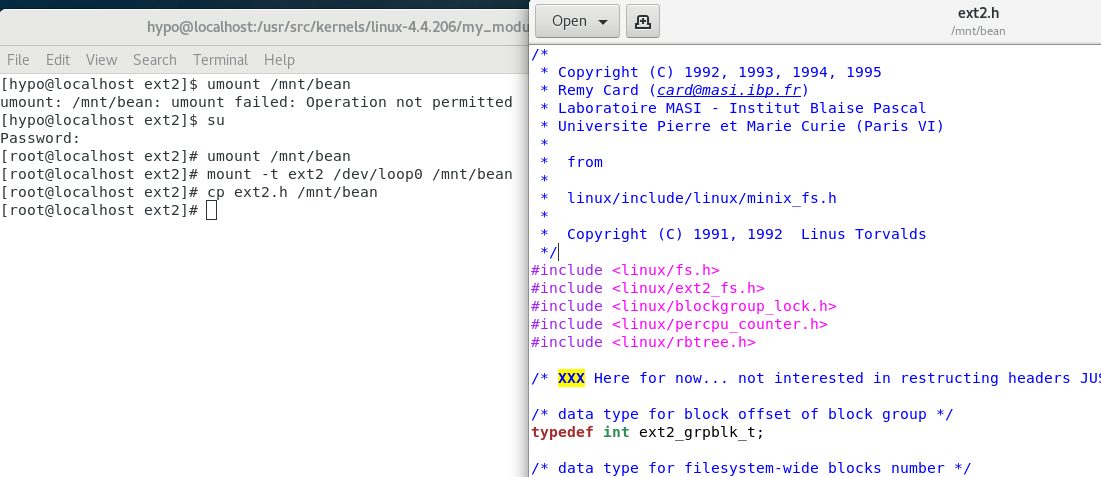 hypo@localhost:/usr/src/kernels/linux-4.4.206/my_modu
File Edit View Search Terminal Help
[hypo@localhost ext2]$ umount /mnt/bean
umount: /mnt/bean: umount failed: Operation not permitted
[hypo@localhost ext2]$ su
Password:
[root@localhost ext2]# umount /mnt/bean
[root@localhost ext2]# mount -t ext2 /dev/loop0 /mnt/bean
[root@localhost ext2]# cp ext2.h /mnt/bean
[root@localhost ext2]#
Open
ext2.h
/mnt/bean
/*
 * Copyright (C) 1992, 1993, 1994, 1995
 * Remy Card (card@masi.ibp.fr)
 * Laboratoire MASI - Institut Blaise Pascal
 * Universite Pierre et Marie Curie (Paris VI)
 *
 *  from
 *
 *  linux/include/linux/minix_fs.h
 *
 *  Copyright (C) 1991, 1992  Linus Torvalds
 */
#include <linux/fs.h>
#include <linux/ext2_fs.h>
#include <linux/blockgroup_lock.h>
#include <linux/percpu_counter.h>
#include <linux/rbtree.h>
/* XXX Here for now... not interested in restructing headers JUS
/* data type for block offset of block group */
typedef int ext2_grpblk_t;
/* data type for filesystem-wide blocks number */